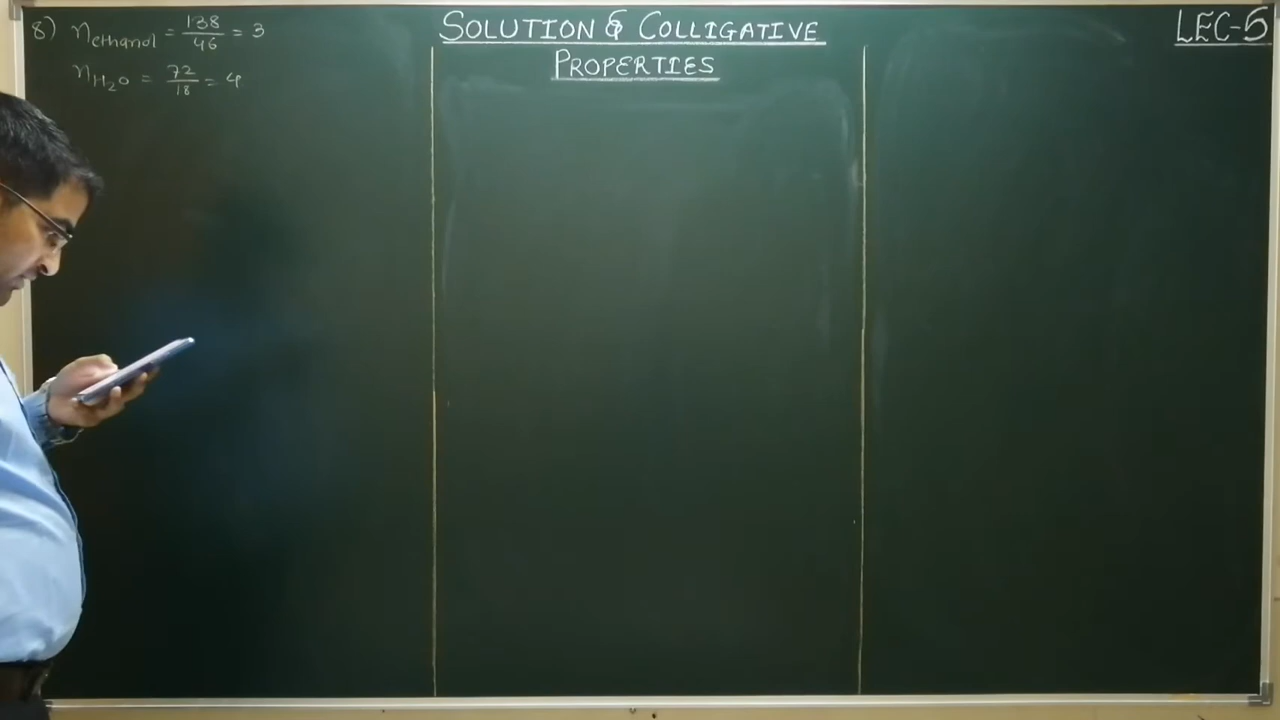 SOLUTION & COLLIGATIVE
PROPERTIES
LEC-5
8) ηethanol = 138/46 = 3
ηH₂O = 72/18 = 4